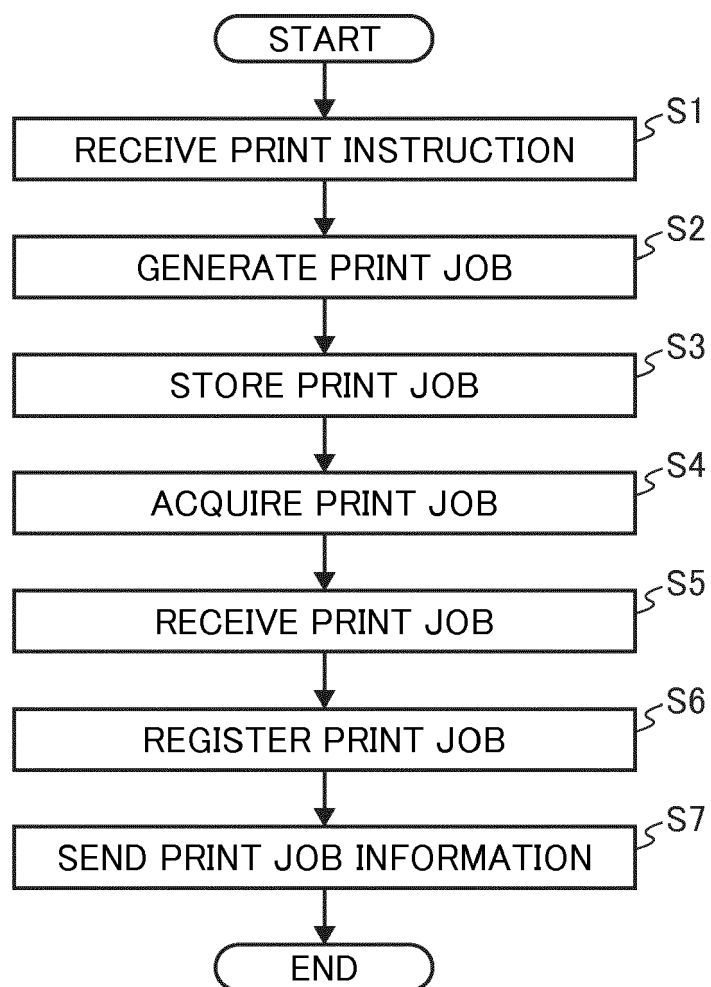 START
RECEIVE PRINT INSTRUCTION
S1
GENERATE PRINT JOB
S2
STORE PRINT JOB
S3
ACQUIRE PRINT JOB
S4
RECEIVE PRINT JOB
S5
REGISTER PRINT JOB
S6
SEND PRINT JOB INFORMATION
S7
END